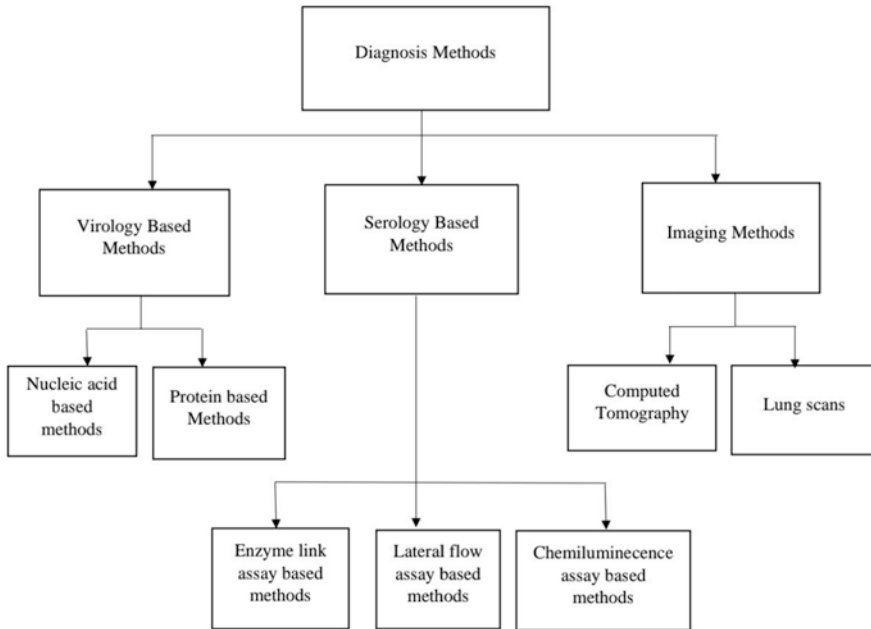 Diagnosis Methods
Virology Based
Methods
Serology Based
Methods
Imaging Methods
Nucleic acid
based
methods
Protein based
Methods
Computed
Tomography
Lung scans
Enzyme link
assay based
methods
Lateral flow
assay based
methods
Chemiluminecence
assay based
methods